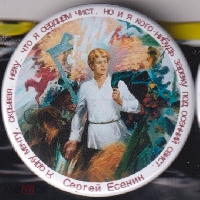 Я одну мечту, скрывая, нежу, что я сердцем чист, но и я кого-нибудь зарежу под осенний свист
Сергей Есенин